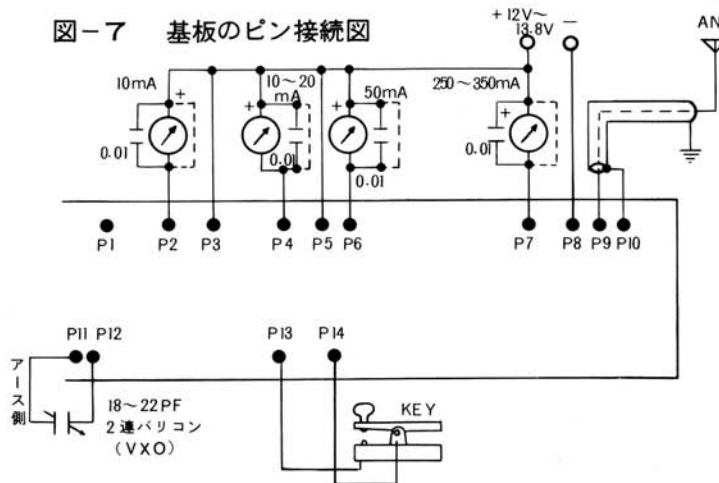 図-7 基板のピン接続図
+12V～
13.8V
－
AN
10mA
+
0.01
10～20
mA
+
0.01
50mA
+
0.01
250～350mA
+
0.01
P1 P2 P3 P4 P5 P6 P7 P8 P9 P10
P11 P12 P13 P14
アース側
18～22PF
2連バリコン
(VXO)
KEY